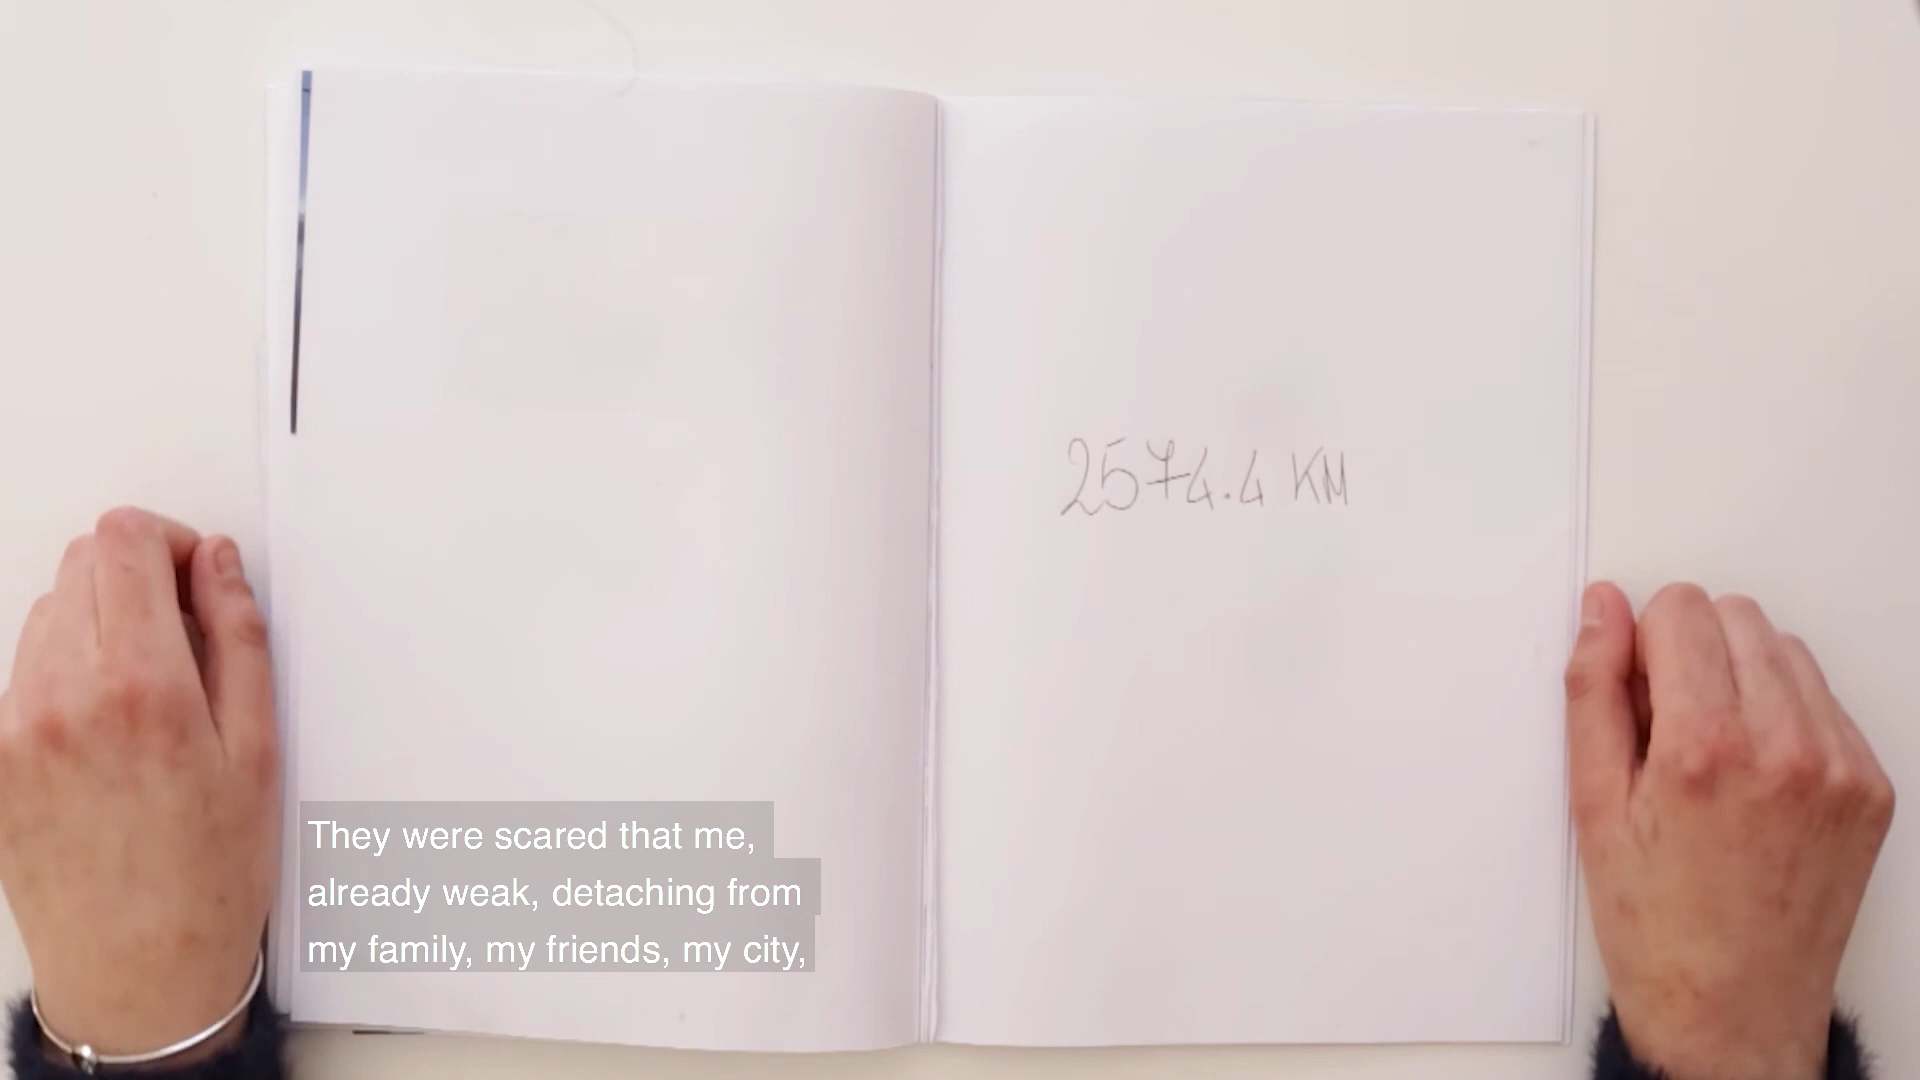 2574.4 KM
They were scared that me,
already weak, detaching from
my family, my friends, my city,